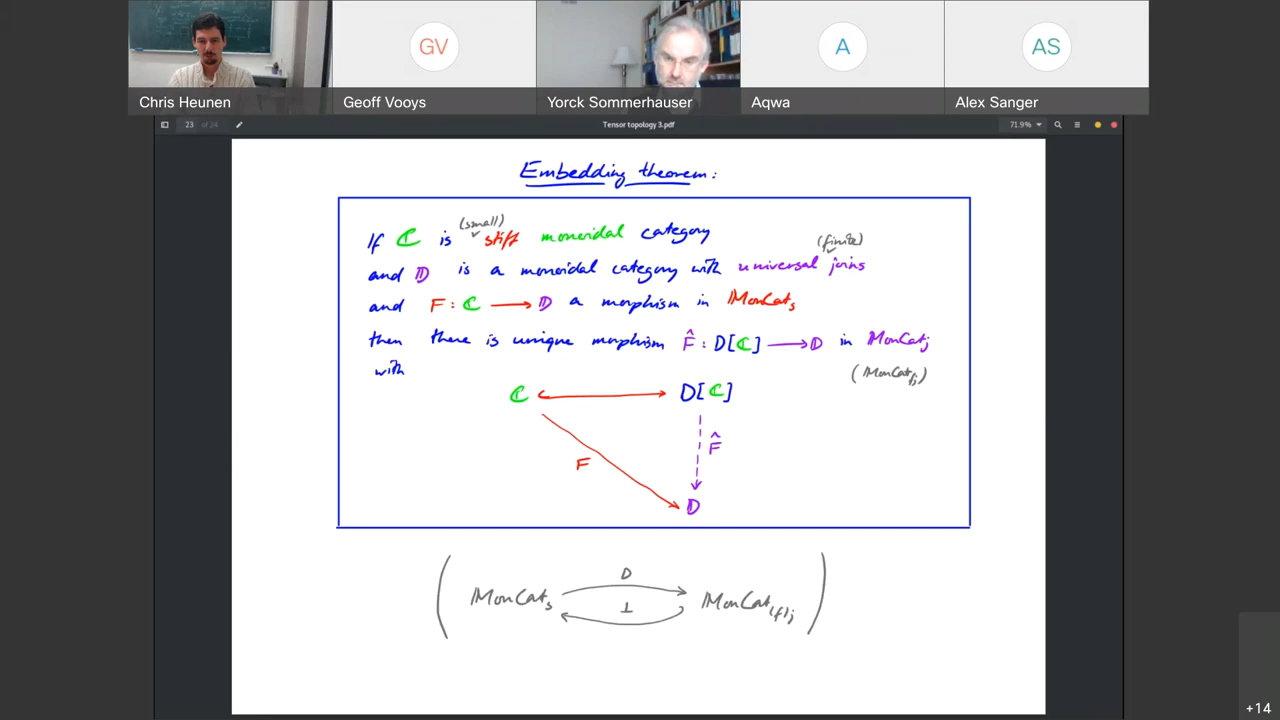 Chris Heunen
GV
Geoff Vooys
Yorck Sommerhauser
A
Aqwa
AS
Alex Sanger
23 of 24
Tensor topology 3.pdf
71.9%
Embedding theorem:
(small)
If ℂ is stiff monoidal category
(finite)
and 𝔻 is a monoidal category with universal joins
and F : ℂ → 𝔻 a morphism in MonCat_s
then there is unique morphism F̂ : D[ℂ] → 𝔻 in MonCat_j
with (MonCat_fj)
ℂ ↪ D[ℂ]
F F̂
𝔻
D
( MonCat_s ⊥ MonCat_(f)j )
+14